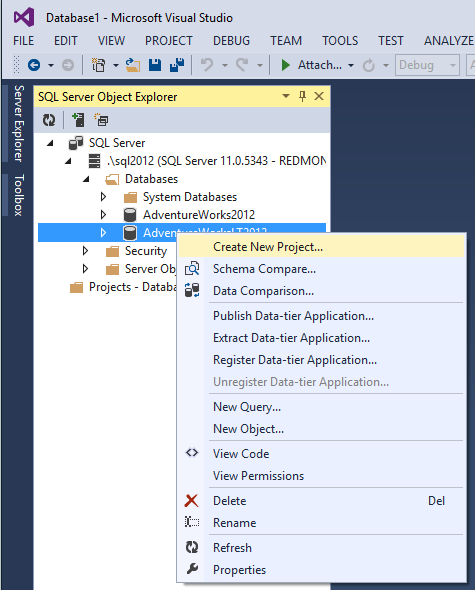 Database1 - Microsoft Visual Studio
FILE EDIT VIEW PROJECT DEBUG TEAM TOOLS TEST ANALYZE
Attach... Debug
Server Explorer
Toolbox
SQL Server Object Explorer
SQL Server
.\sql2012 (SQL Server 11.0.5343 - REDMON
Databases
System Databases
AdventureWorks2012
AdventureWorksLT2012
Security
Server Obj
Projects - Databa
Create New Project...
Schema Compare...
Data Comparison...
Publish Data-tier Application...
Extract Data-tier Application...
Register Data-tier Application...
Unregister Data-tier Application...
New Query...
New Object...
View Code
View Permissions
Delete Del
Rename
Refresh
Properties